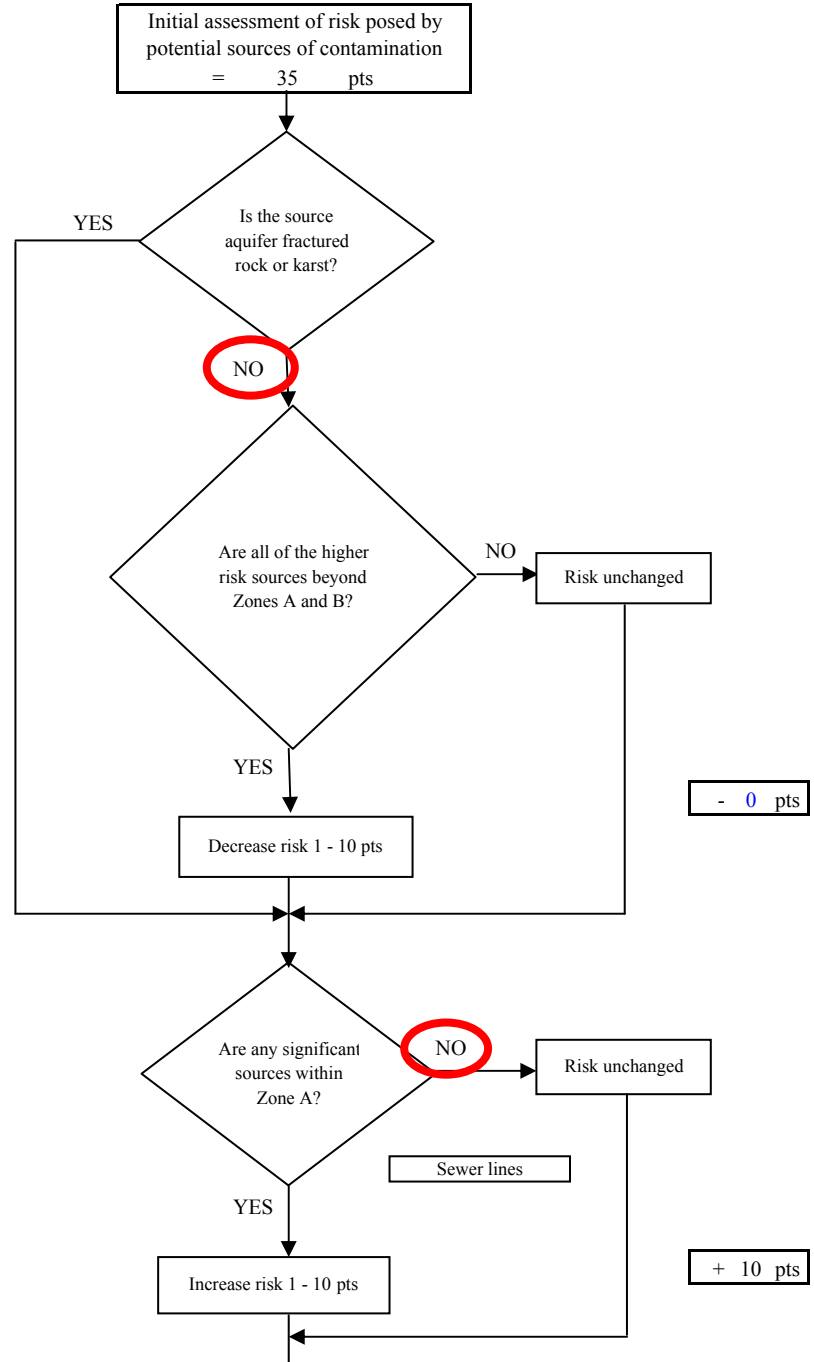 Initial assessment of risk posed by
potential sources of contamination
= 35 pts
YES
Is the source
aquifer fractured
rock or karst?
NO
Are all of the higher
risk sources beyond
Zones A and B?
NO
Risk unchanged
YES
- 0 pts
Decrease risk 1 - 10 pts
Are any significant
sources within
Zone A?
NO
Risk unchanged
Sewer lines
YES
+ 10 pts
Increase risk 1 - 10 pts